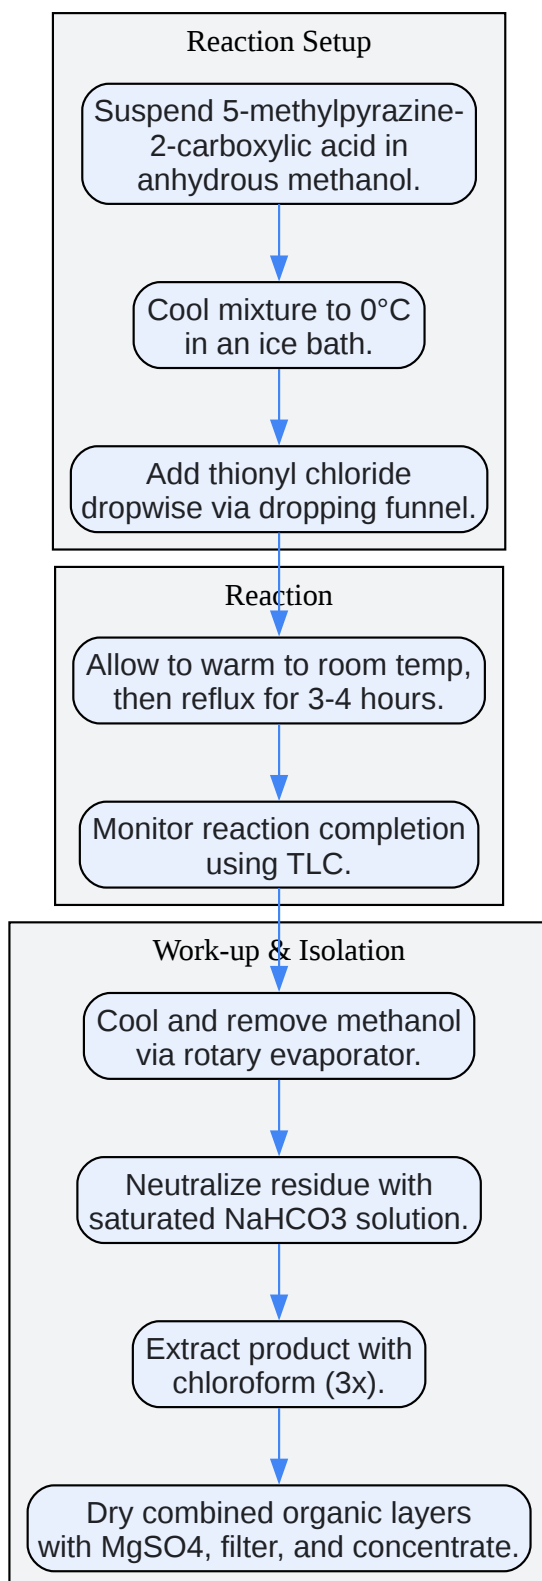 Reaction Setup
Suspend 5-methylpyrazine-
2-carboxylic acid in
anhydrous methanol.
Cool mixture to 0°C
in an ice bath.
Add thionyl chloride
dropwise via dropping funnel.
Reaction
Allow to warm to room temp,
then reflux for 3-4 hours.
Monitor reaction completion
using TLC.
Work-up & Isolation
Cool and remove methanol
via rotary evaporator.
Neutralize residue with
saturated NaHCO3 solution.
Extract product with
chloroform (3x).
Dry combined organic layers
with MgSO4, filter, and concentrate.